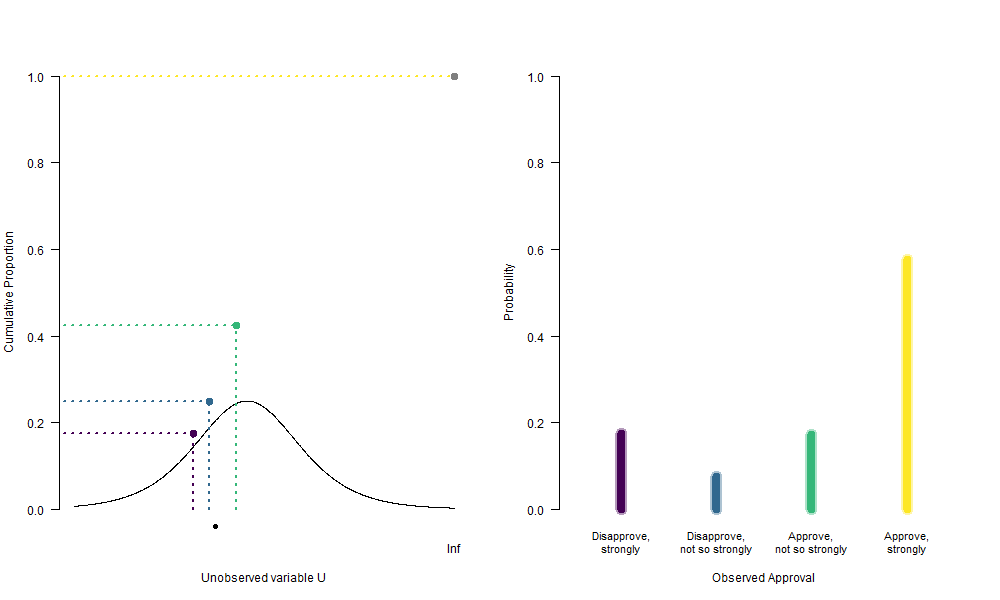 1.0
0.8
0.6
0.4
0.2
0.0
Cumulative Proportion
Inf
Unobserved variable U
1.0
0.8
0.6
0.4
0.2
0.0
Probability
Disapprove,
strongly
Disapprove,
not so strongly
Approve,
not so strongly
Approve,
strongly
Observed Approval